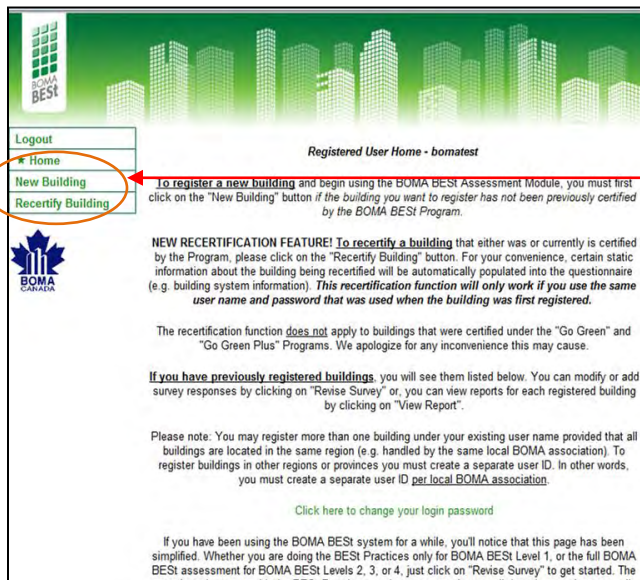 BOMA
BESt
Logout
★ Home
New Building
Recertify Building
BOMA
CANADA
Registered User Home - bomatest
To register a new building and begin using the BOMA BESt Assessment Module, you must first
click on the "New Building" button if the building you want to register has not been previously certified
by the BOMA BESt Program.
NEW RECERTIFICATION FEATURE! To recertify a building that either was or currently is certified
by the Program, please click on the "Recertify Building" button. For your convenience, certain static
information about the building being recertified will be automatically populated into the questionnaire
(e.g. building system information). This recertification function will only work if you use the same
user name and password that was used when the building was first registered.
The recertification function does not apply to buildings that were certified under the "Go Green" and
"Go Green Plus" Programs. We apologize for any inconvenience this may cause.
If you have previously registered buildings, you will see them listed below. You can modify or add
survey responses by clicking on "Revise Survey" or, you can view reports for each registered building
by clicking on "View Report".
Please note: You may register more than one building under your existing user name provided that all
buildings are located in the same region (e.g. handled by the same local BOMA association). To
register buildings in other regions or provinces you must create a separate user ID. In other words,
you must create a separate user ID per local BOMA association.
Click here to change your login password
If you have been using the BOMA BESt system for a while, you'll notice that this page has been
simplified. Whether you are doing the BESt Practices only for BOMA BESt Level 1, or the full BOMA
BESt assessment for BOMA BESt Levels 2, 3, or 4, just click on "Revise Survey" to get started. The